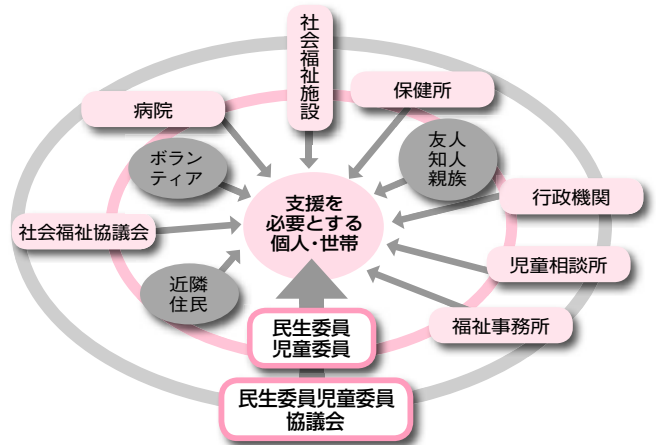 社会福祉施設
保健所
病院
友人
知人
親族
ボラン
ティア
行政機関
支援を
必要とする
個人・世帯
社会福祉協議会
児童相談所
近隣
住民
福祉事務所
民生委員
児童委員
民生委員児童委員
協議会